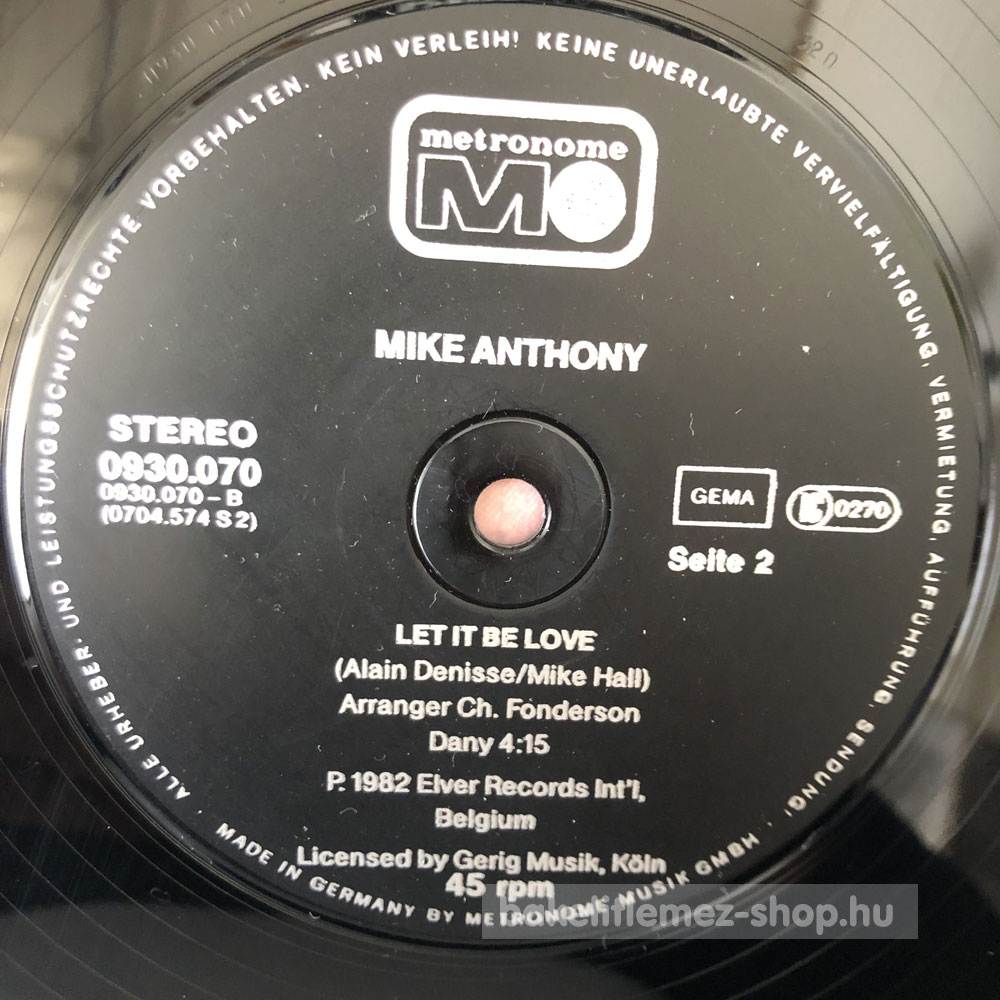 ALLE URHEBER- UND LEISTUNGSSCHUTZRECHTE VORBEHALTEN. KEIN VERLEIH! KEINE UNERLAUBTE VERVIELFÄLTIGUNG, VERMIETUNG, AUFFÜHRUNG, SENDUNG!
metronome
MO
MIKE ANTHONY
STEREO
0930.070
0930.070-B
(0704.574 S 2)
GEMA
0270
Seite 2
LET IT BE LOVE
(Alain Denisse/Mike Hall)
Arranger Ch. Fonderson
Dany 4:15
P. 1982 Elver Records Int'l,
Belgium
Licensed by Gerig Musik, Köln
45 rpm
MADE IN GERMANY BY METRONOME MUSIK GMBH
bakelitlemez-shop.hu